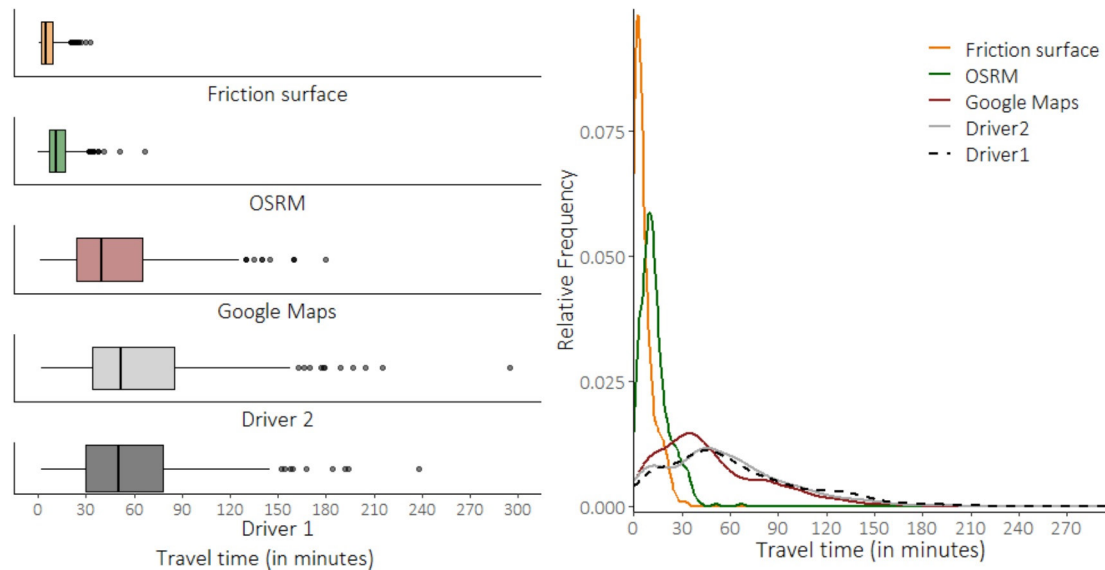 Friction surface
OSRM
Google Maps
Driver 2
0 30 60 90 120 150 180 210 240 270 300
Driver 1
Travel time (in minutes)
Friction surface
OSRM
Google Maps
Driver2
Driver1
Relative Frequency
0.075
0.050
0.025
0.000
0 30 60 90 120 150 180 210 240 270
Travel time (in minutes)